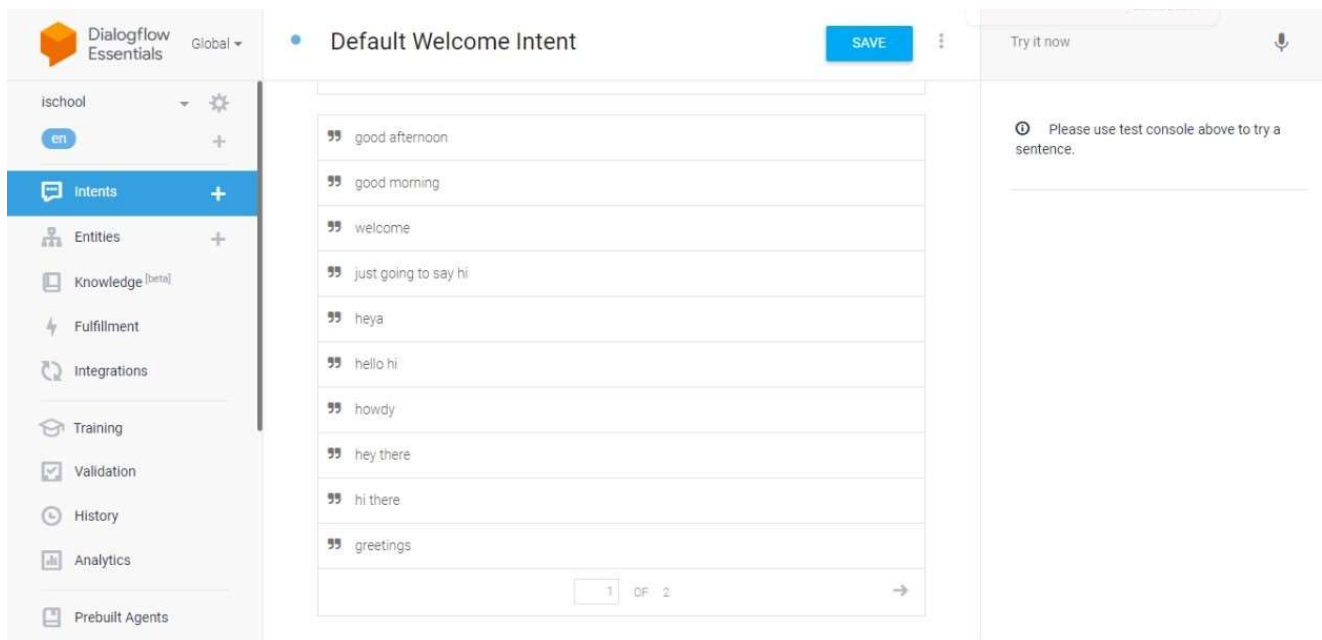 Dialogflow
Essentials
Global
Default Welcome Intent
SAVE
Try it now
ischool
en
Intents
Entities
Knowledge [beta]
Fulfillment
Integrations
Training
Validation
History
Analytics
Prebuilt Agents
good afternoon
good morning
welcome
just going to say hi
heya
hello hi
howdy
hey there
hi there
greetings
1 OF 2
Please use test console above to try a
sentence.